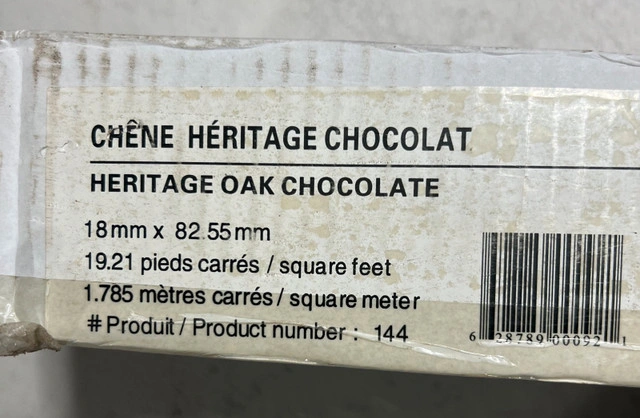 CHÊNE HÉRITAGE CHOCOLAT
HERITAGE OAK CHOCOLATE
18mm x 82.55mm
19.21 pieds carrés / square feet
1.785 mètres carrés / square meter
# Produit / Product number : 144
6 28789 00092 1